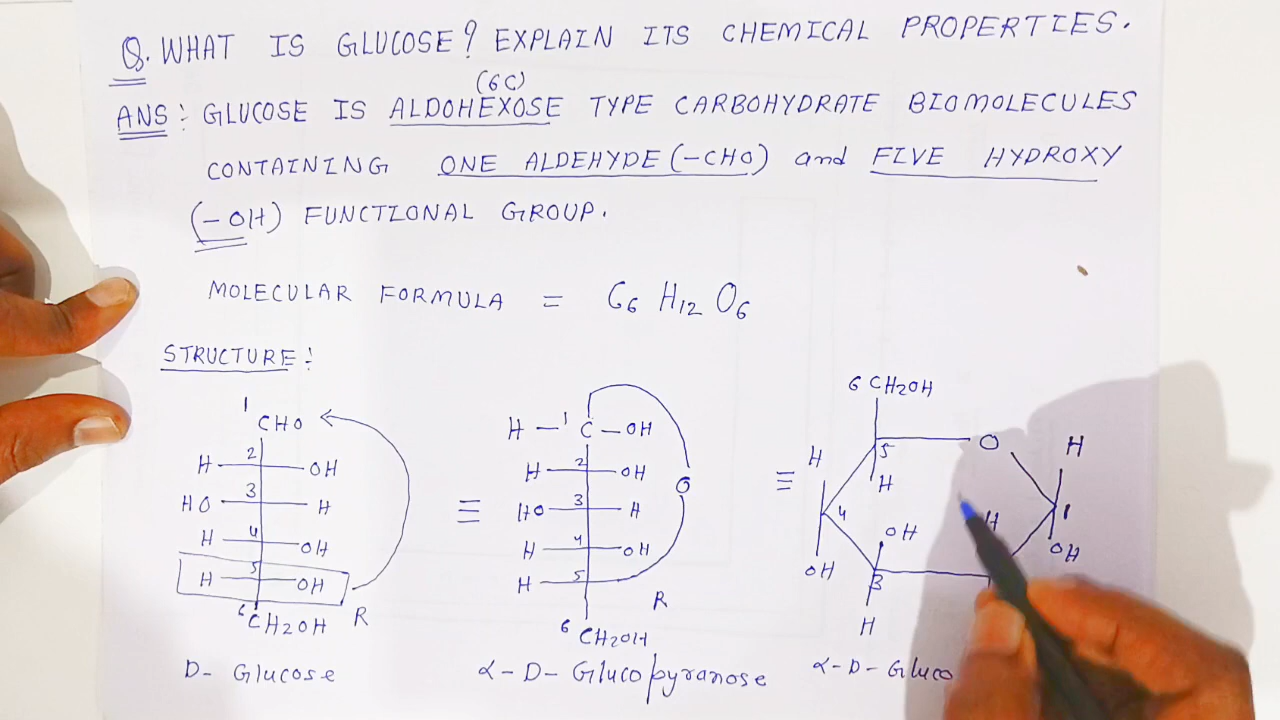 Q. WHAT IS GLUCOSE? EXPLAIN ITS CHEMICAL PROPERTIES.
(6C)
ANS: GLUCOSE IS ALDOHEXOSE TYPE CARBOHYDRATE BIOMOLECULES
CONTAINING ONE ALDEHYDE (-CHO) and FIVE HYDROXY
(-OH) FUNCTIONAL GROUP.
MOLECULAR FORMULA = C6 H12 O6
STRUCTURE:
1 CHO
2 H OH
3 HO H
4 H OH
5 H OH
6 CH2OH R
D- Glucose
≡
H - 1 C - OH
H 2 OH
HO 3 H
O
H 4 OH
H 5
R
6 CH2OH
α-D-Glucopyranose
≡
6 CH2OH
5 O H
H H 1
4 OH H OH
OH 3
H
α-D-Gluco